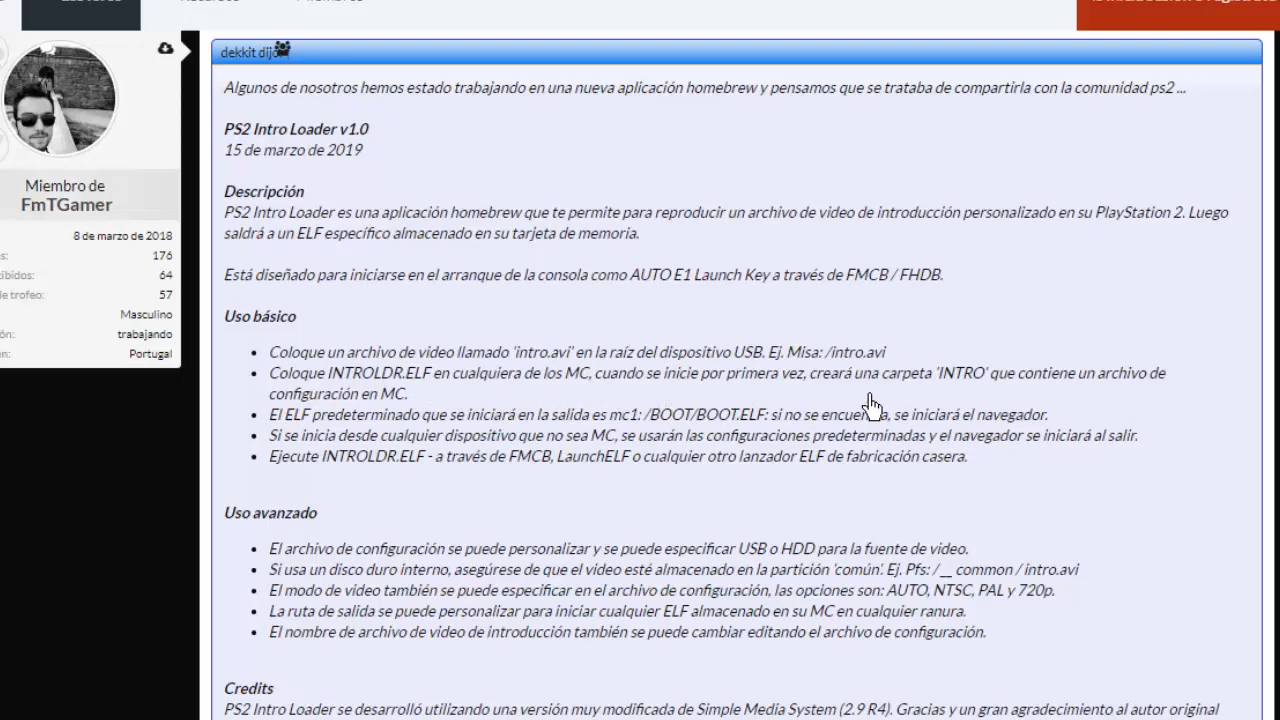 dekkit dijo
Algunos de nosotros hemos estado trabajando en una nueva aplicación homebrew y pensamos que se trataba de compartirla con la comunidad ps2 ...
PS2 Intro Loader v1.0
15 de marzo de 2019
Descripción
PS2 Intro Loader es una aplicación homebrew que te permite para reproducir un archivo de video de introducción personalizado en su PlayStation 2. Luego
saldrá a un ELF específico almacenado en su tarjeta de memoria.
Está diseñado para iniciarse en el arranque de la consola como AUTO E1 Launch Key a través de FMCB / FHDB.
Uso básico
Coloque un archivo de video llamado 'intro.avi' en la raíz del dispositivo USB. Ej. Misa: /intro.avi
Coloque INTROLDR.ELF en cualquiera de los MC, cuando se inicie por primera vez, creará una carpeta 'INTRO' que contiene un archivo de
configuración en MC.
El ELF predeterminado que se iniciará en la salida es mc1: /BOOT/BOOT.ELF: si no se encuentra, se iniciará el navegador.
Si se inicia desde cualquier dispositivo que no sea MC, se usarán las configuraciones predeterminadas y el navegador se iniciará al salir.
Ejecute INTROLDR.ELF - a través de FMCB, LaunchELF o cualquier otro lanzador ELF de fabricación casera.
Uso avanzado
El archivo de configuración se puede personalizar y se puede especificar USB o HDD para la fuente de video.
Si usa un disco duro interno, asegúrese de que el video esté almacenado en la partición 'común'. Ej. Pfs: / __ common / intro.avi
El modo de video también se puede especificar en el archivo de configuración, las opciones son: AUTO, NTSC, PAL y 720p.
La ruta de salida se puede personalizar para iniciar cualquier ELF almacenado en su MC en cualquier ranura.
El nombre de archivo de video de introducción también se puede cambiar editando el archivo de configuración.
Credits
PS2 Intro Loader se desarrolló utilizando una versión muy modificada de Simple Media System (2.9 R4). Gracias y un gran agradecimiento al autor original
Miembro de
FmTGamer
8 de marzo de 2018
s: 176
cibidos: 64
de trofeo: 57
Masculino
ón: trabajando
en: Portugal